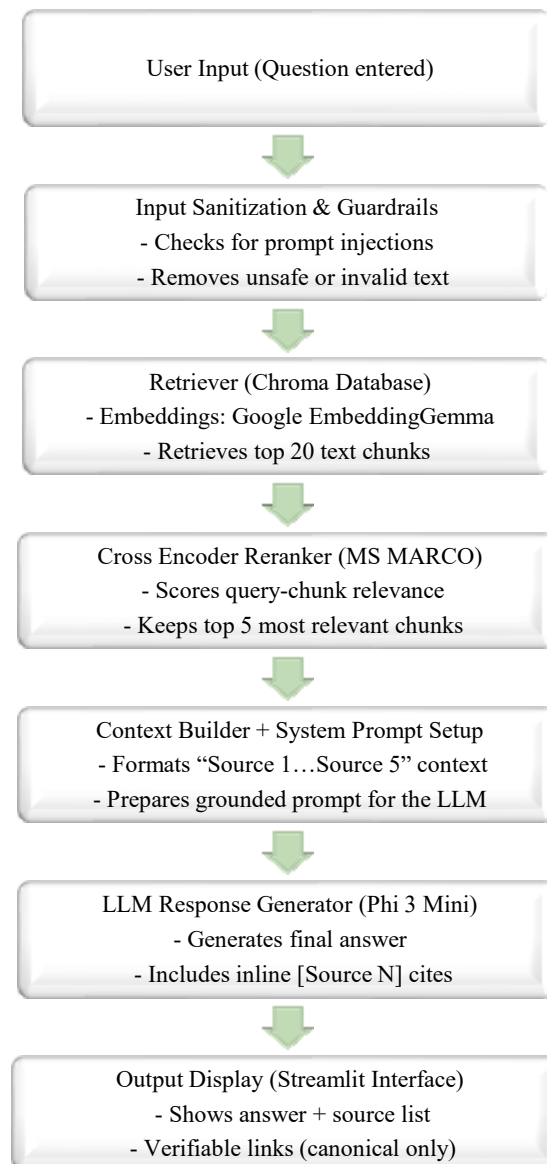 User Input (Question entered)
Input Sanitization & Guardrails
- Checks for prompt injections
- Removes unsafe or invalid text
Retriever (Chroma Database)
- Embeddings: Google EmbeddingGemma
- Retrieves top 20 text chunks
Cross Encoder Reranker (MS MARCO)
- Scores query-chunk relevance
- Keeps top 5 most relevant chunks
Context Builder + System Prompt Setup
- Formats “Source 1…Source 5” context
- Prepares grounded prompt for the LLM
LLM Response Generator (Phi 3 Mini)
- Generates final answer
- Includes inline [Source N] cites
Output Display (Streamlit Interface)
- Shows answer + source list
- Verifiable links (canonical only)